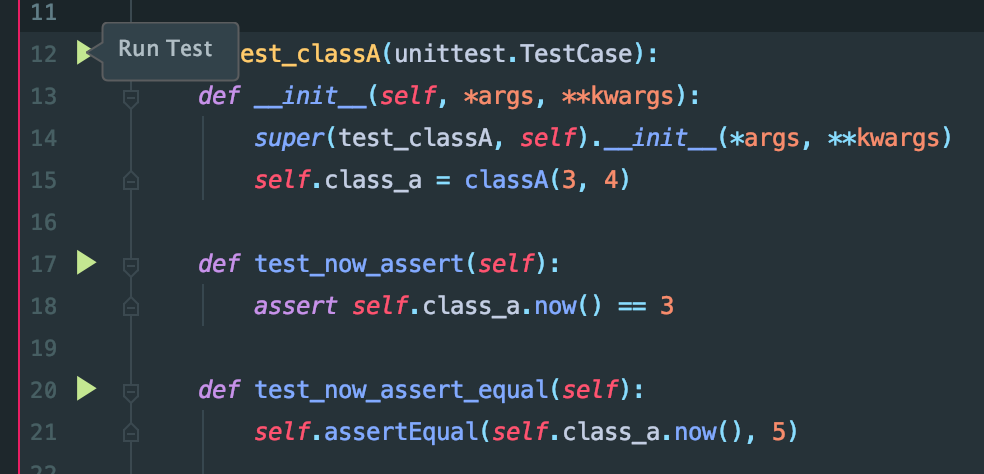 11
12 Run Test est_classA(unittest.TestCase):
13 def __init__(self, *args, **kwargs):
14 super(test_classA, self).__init__(*args, **kwargs)
15 self.class_a = classA(3, 4)
16
17 def test_now_assert(self):
18 assert self.class_a.now() == 3
19
20 def test_now_assert_equal(self):
21 self.assertEqual(self.class_a.now(), 5)
22